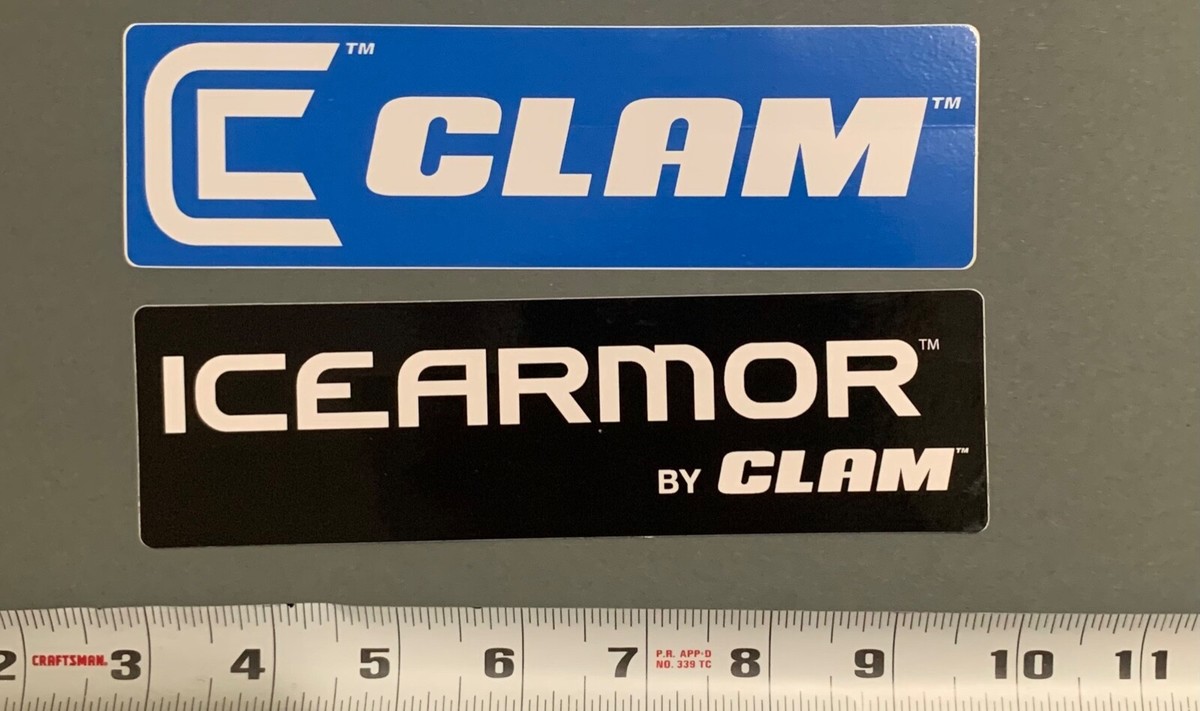 CLAM™
™
ICEARMOR™
BY CLAM™
2 CRAFTSMAN® 3 4 5 6 7 P.R. APP'D 8 9 10 11
NO. 339 TC